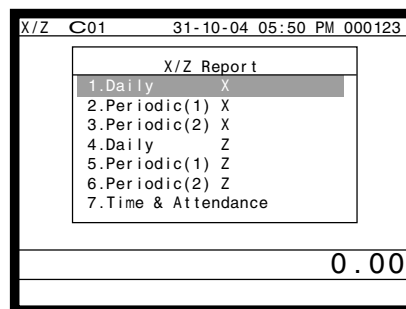 X/Z C01 31-10-04 05:50 PM 000123
X/Z Report
1.Daily X
2.Periodic(1) X
3.Periodic(2) X
4.Daily Z
5.Periodic(1) Z
6.Periodic(2) Z
7.Time & Attendance
0.00